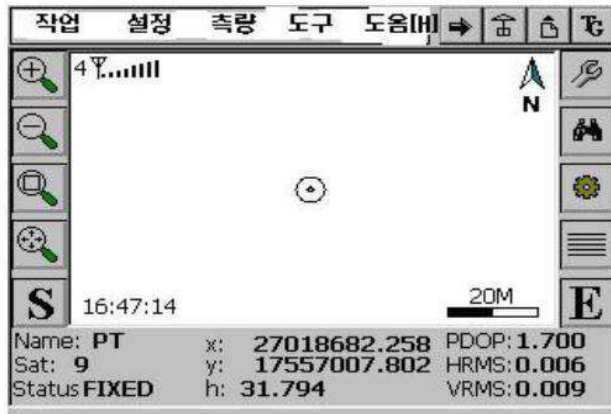 작업 설정 측량 도구 도움[H] TG
4
N
S 16:47:14 20M E
Name: PT x: 27018682.258 PDOP: 1.700
Sat: 9 y: 17557007.802 HRMS: 0.006
Status FIXED h: 31.794 VRMS: 0.009